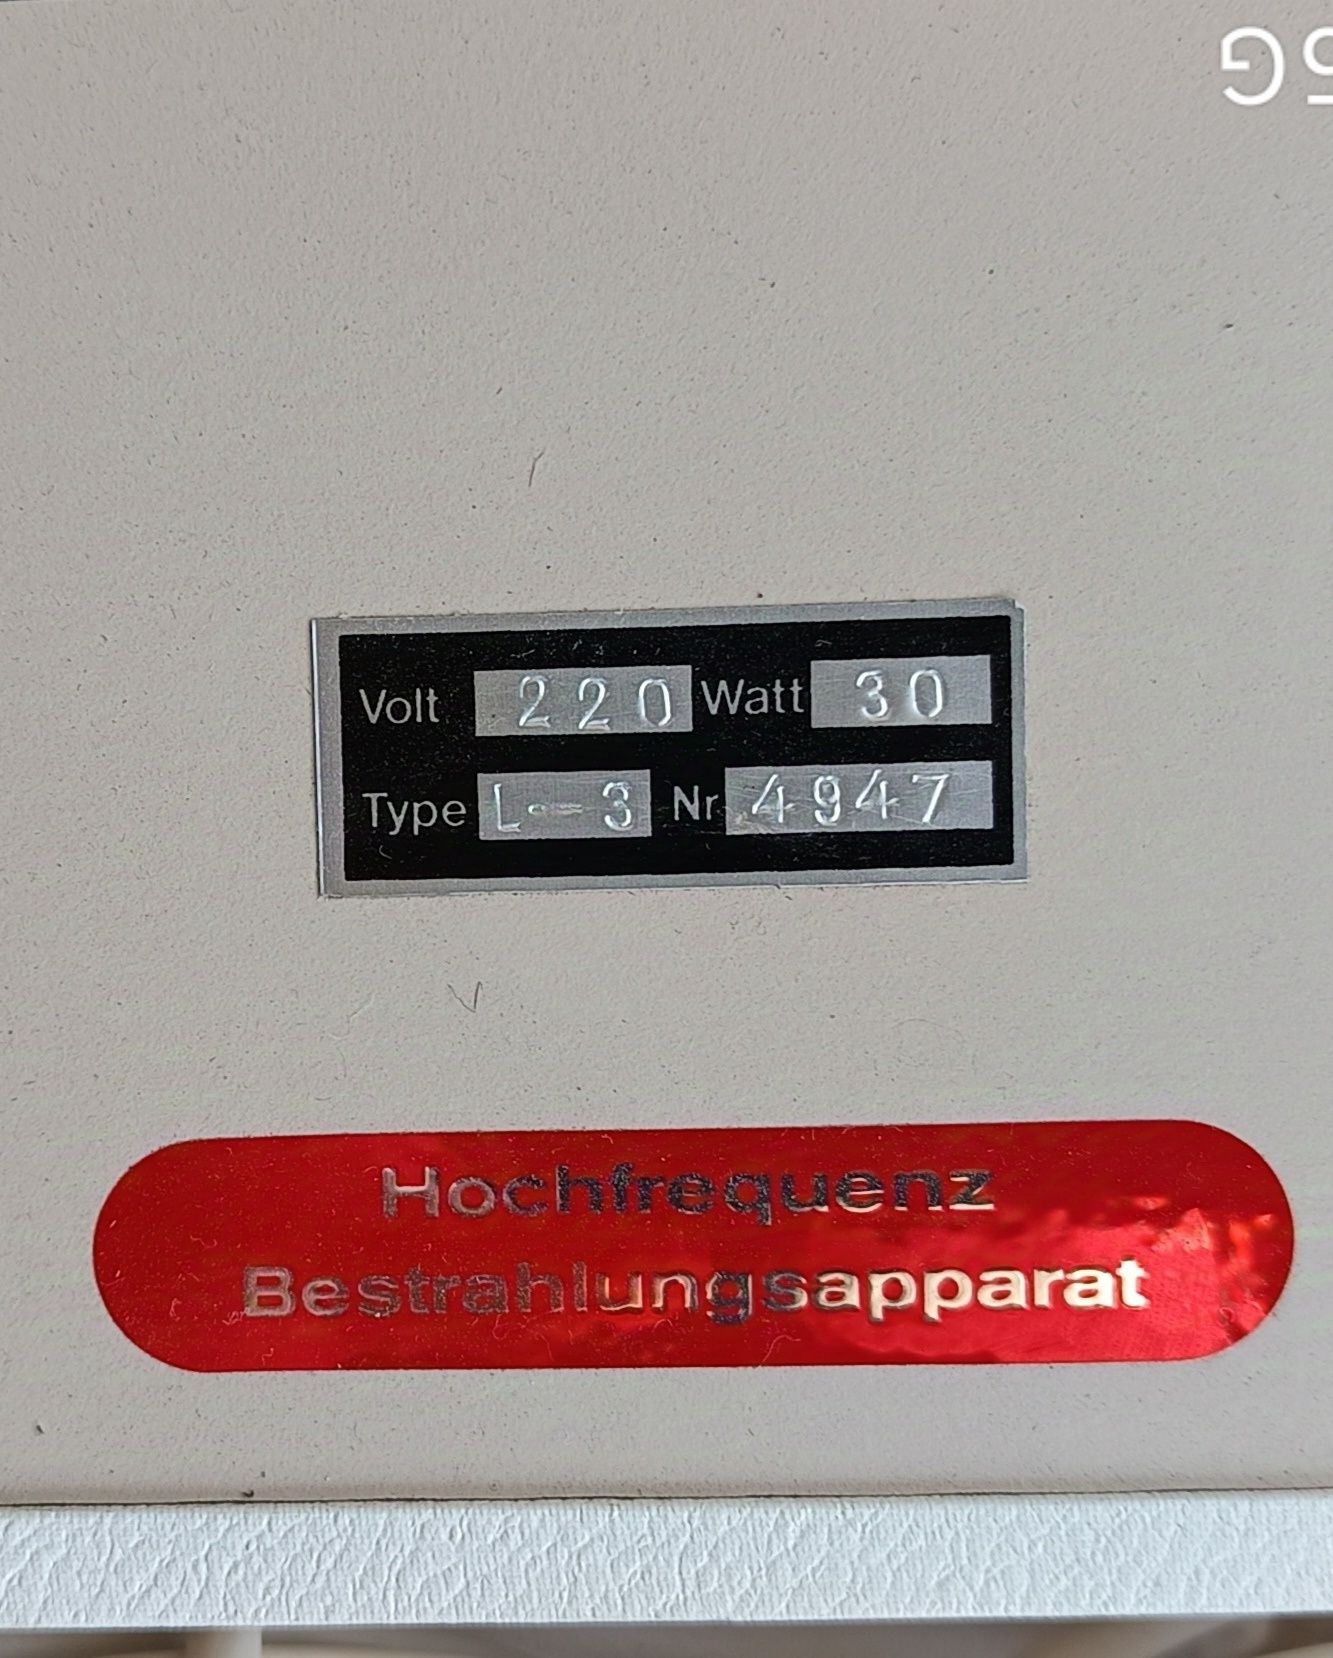 Volt 220 Watt 30
Type L--3 Nr. 4947
Hochfrequenz
Bestrahlungsapparat